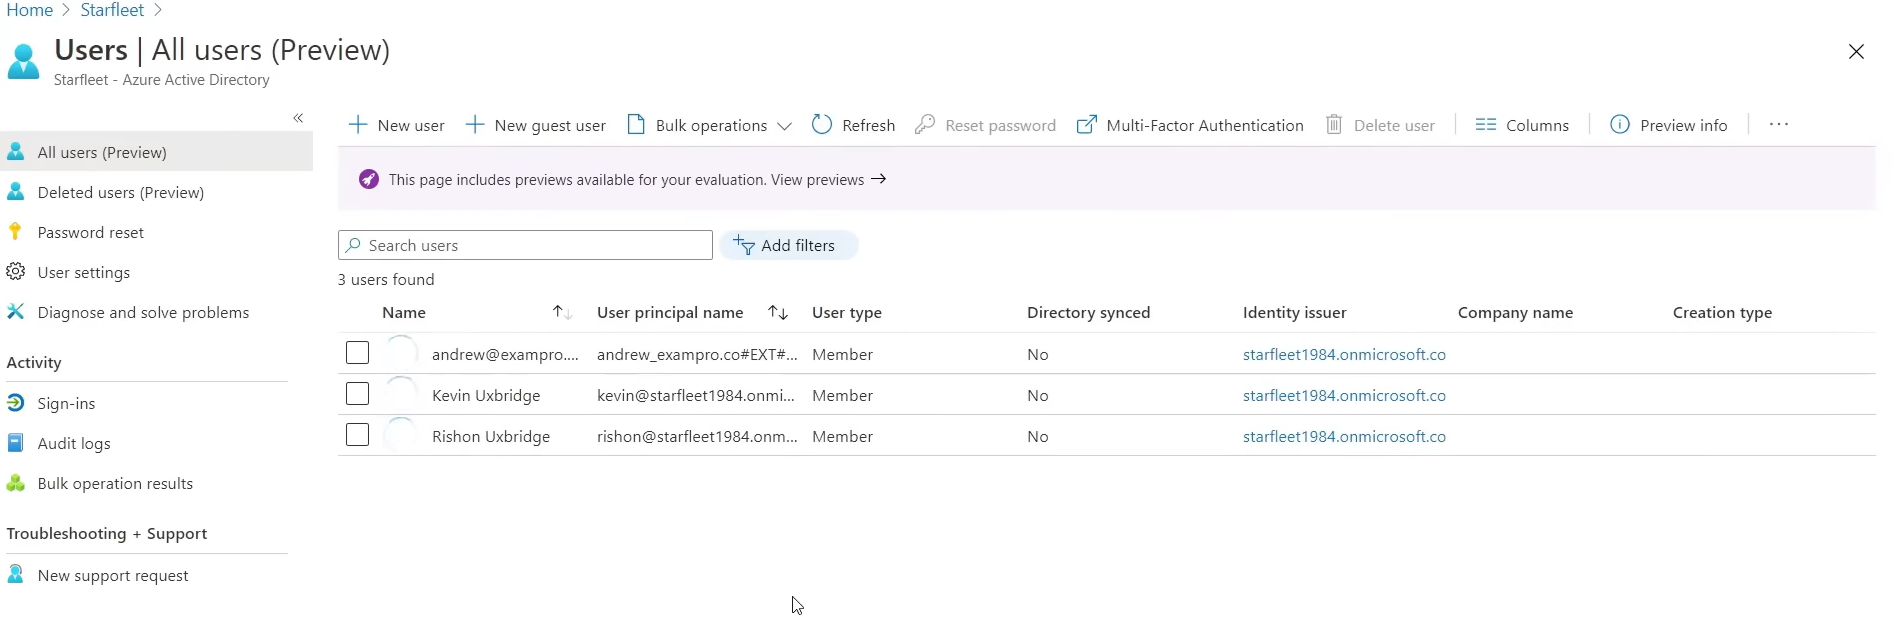 Home > Starfleet >
Users | All users (Preview)
Starfleet - Azure Active Directory
«
All users (Preview)
Deleted users (Preview)
Password reset
User settings
Diagnose and solve problems
Activity
Sign-ins
Audit logs
Bulk operation results
Troubleshooting + Support
New support request
+ New user + New guest user Bulk operations Refresh Reset password Multi-Factor Authentication Delete user Columns Preview info ...
This page includes previews available for your evaluation. View previews →
Search users Add filters
3 users found
Name ↑↓ User principal name ↑↓ User type Directory synced Identity issuer Company name Creation type
andrew@exampro.... andrew_exampro.co#EXT#... Member No starfleet1984.onmicrosoft.co
Kevin Uxbridge kevin@starfleet1984.onmi... Member No starfleet1984.onmicrosoft.co
Rishon Uxbridge rishon@starfleet1984.onm... Member No starfleet1984.onmicrosoft.co